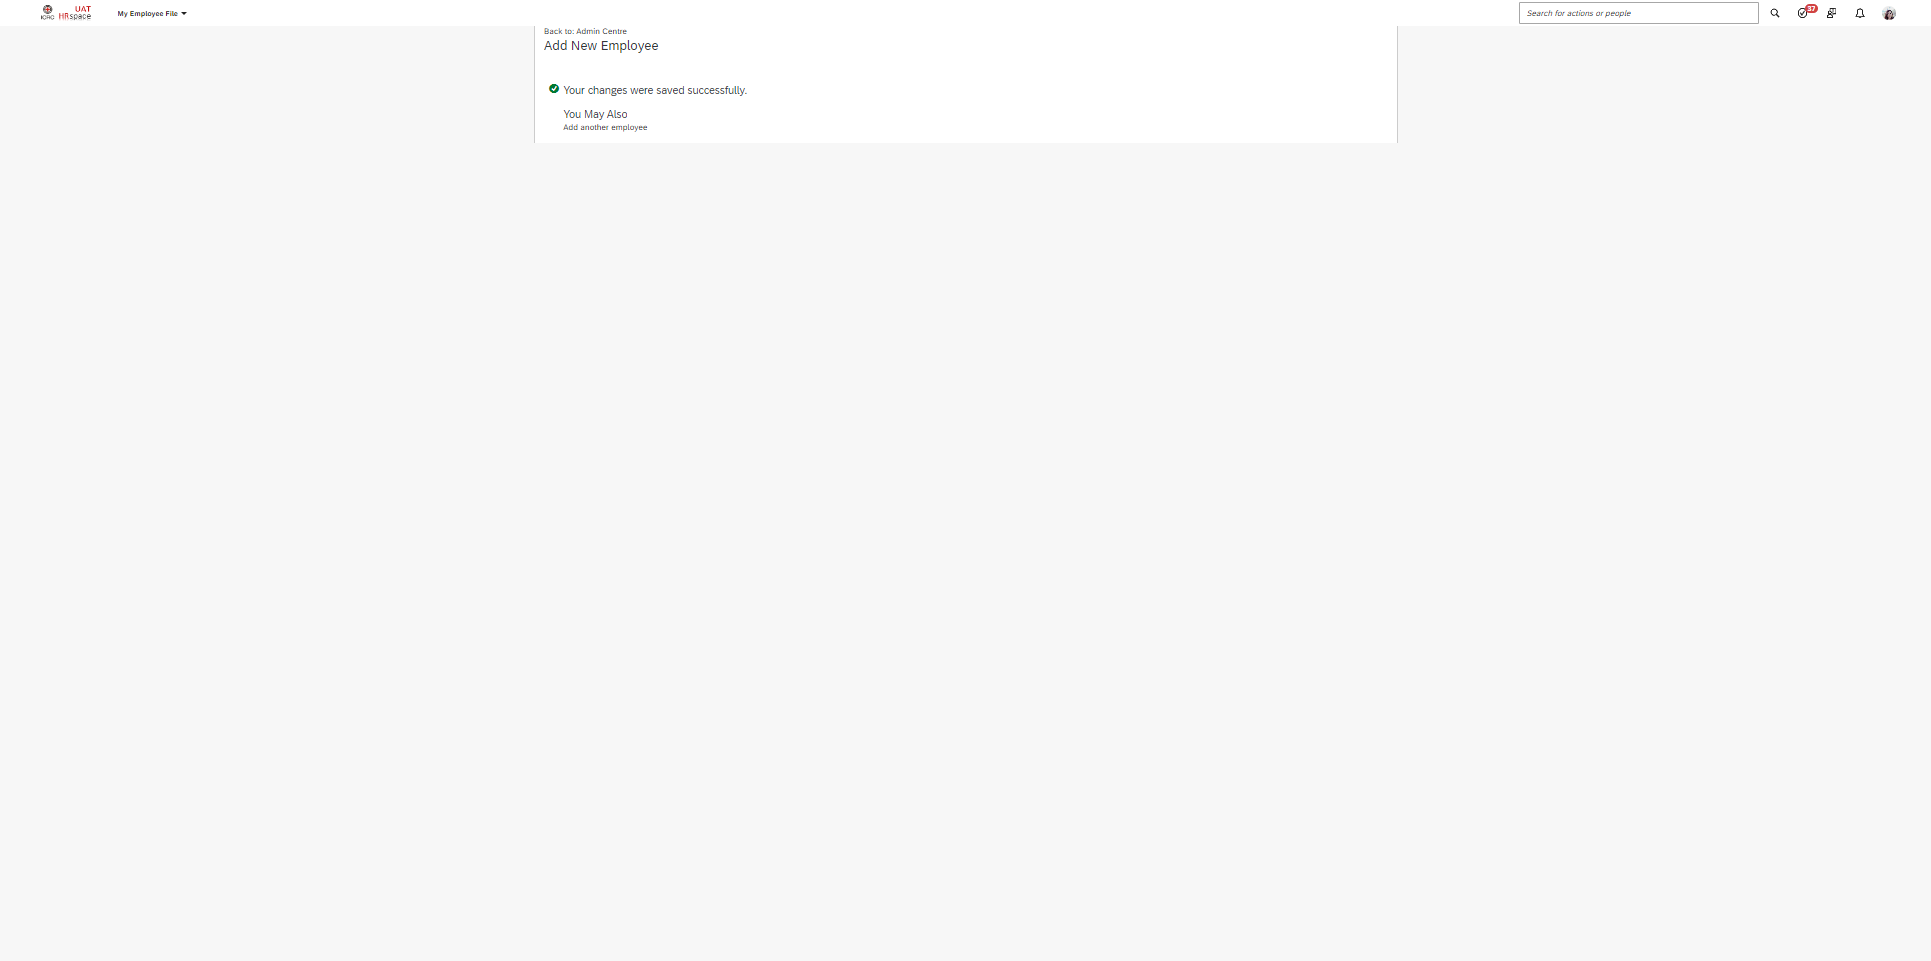 UAT
ICRC HRspace
My Employee File
Search for actions or people
37
Back to: Admin Centre
Add New Employee
Your changes were saved successfully.
You May Also
Add another employee